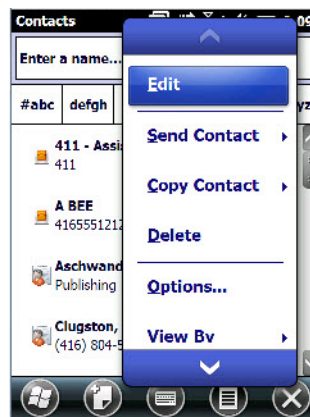 Contacts
Enter a name...
#abc defgh
411 - Assi
411
A BEE
4165551212
Aschwand
Publishing
Clugston,
(416) 804-5
Edit
Send Contact
Copy Contact
Delete
Options...
View By